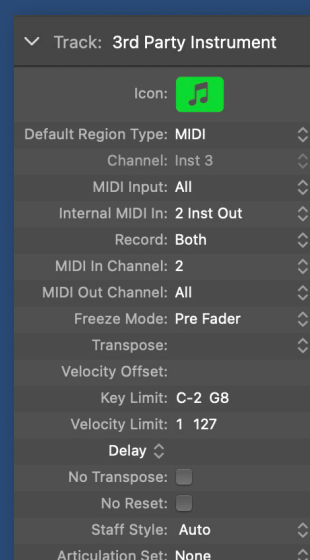 Track: 3rd Party Instrument
Icon:
Default Region Type: MIDI
Channel: Inst 3
MIDI Input: All
Internal MIDI In: 2 Inst Out
Record: Both
MIDI In Channel: 2
MIDI Out Channel: All
Freeze Mode: Pre Fader
Transpose:
Velocity Offset:
Key Limit: C-2 G8
Velocity Limit: 1 127
Delay
No Transpose:
No Reset:
Staff Style: Auto
Articulation Set: None